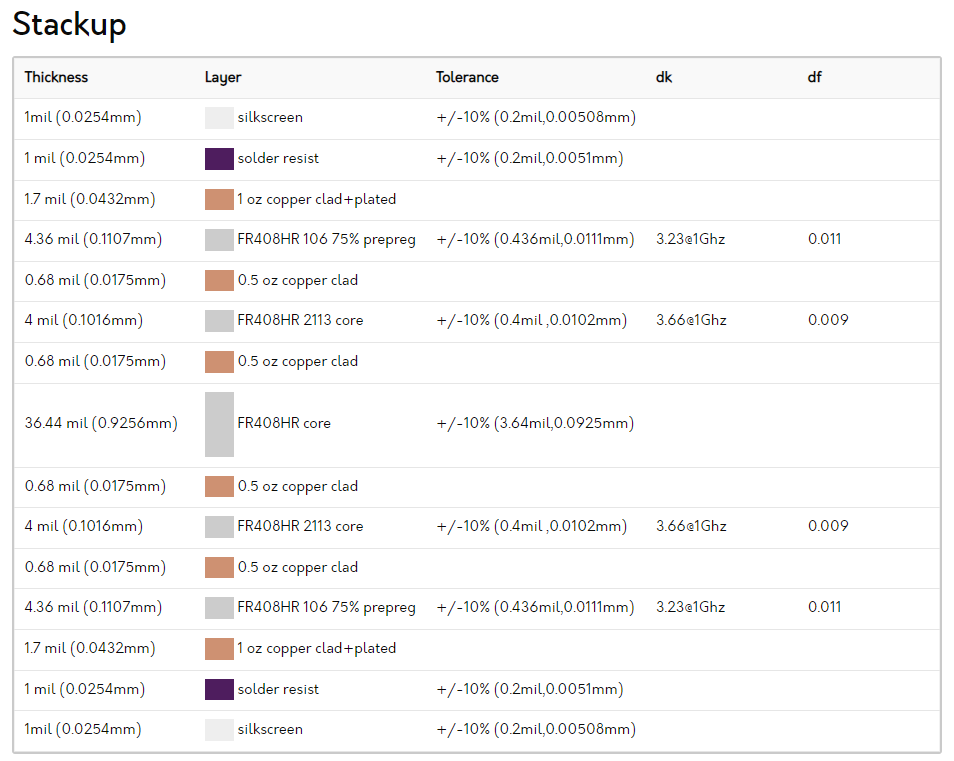 Stackup
Thickness Layer Tolerance dk df
1mil (0.0254mm) silkscreen +/-10% (0.2mil,0.00508mm)
1 mil (0.0254mm) solder resist +/-10% (0.2mil,0.0051mm)
1.7 mil (0.0432mm) 1 oz copper clad+plated
4.36 mil (0.1107mm) FR408HR 106 75% prepreg +/-10% (0.436mil,0.0111mm) 3.23@1Ghz 0.011
0.68 mil (0.0175mm) 0.5 oz copper clad
4 mil (0.1016mm) FR408HR 2113 core +/-10% (0.4mil ,0.0102mm) 3.66@1Ghz 0.009
0.68 mil (0.0175mm) 0.5 oz copper clad
36.44 mil (0.9256mm) FR408HR core +/-10% (3.64mil,0.0925mm)
0.68 mil (0.0175mm) 0.5 oz copper clad
4 mil (0.1016mm) FR408HR 2113 core +/-10% (0.4mil ,0.0102mm) 3.66@1Ghz 0.009
0.68 mil (0.0175mm) 0.5 oz copper clad
4.36 mil (0.1107mm) FR408HR 106 75% prepreg +/-10% (0.436mil,0.0111mm) 3.23@1Ghz 0.011
1.7 mil (0.0432mm) 1 oz copper clad+plated
1 mil (0.0254mm) solder resist +/-10% (0.2mil,0.0051mm)
1mil (0.0254mm) silkscreen +/-10% (0.2mil,0.00508mm)